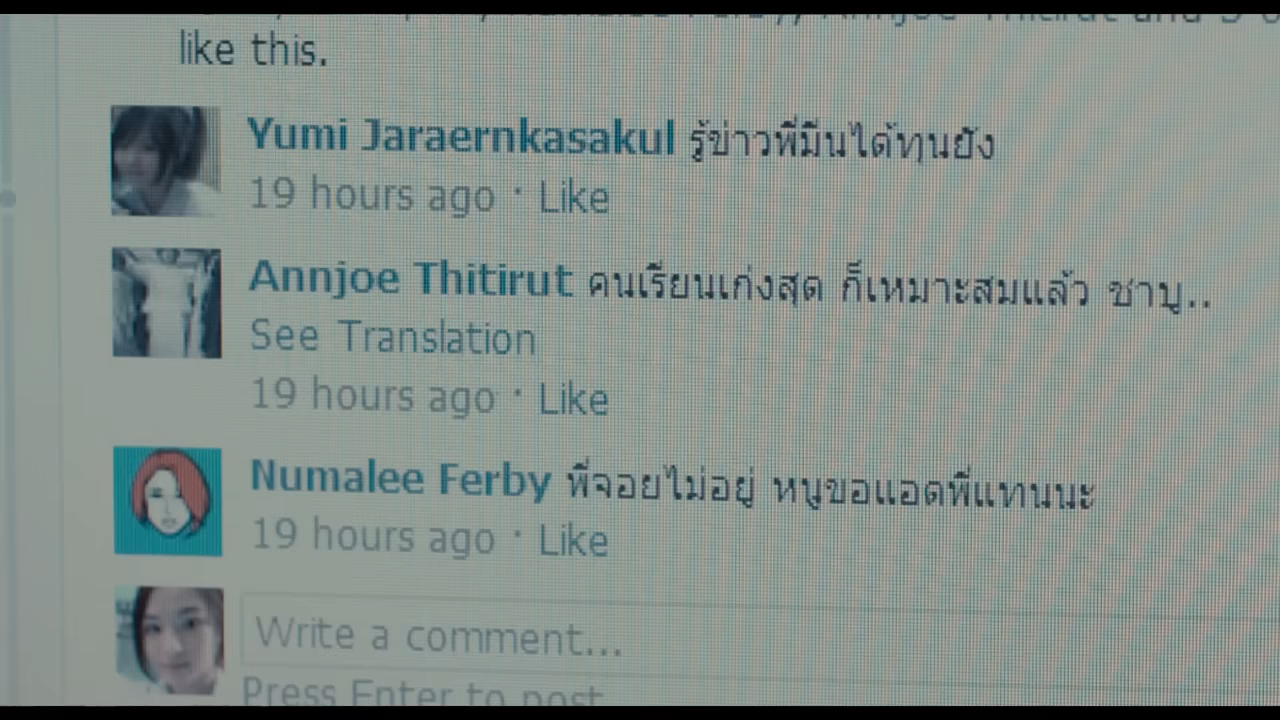 like this.
Yumi Jaraernkasakul รู้ข่าวพี่มีนได้ทุนยัง
19 hours ago · Like
Annjoe Thitirut คนเรียนเก่งสุด ก็เหมาะสมแล้ว ชาบู..
See Translation
19 hours ago · Like
Numalee Ferby พี่จอยไม่อยู่ หนูขอแอดพี่แทนนะ
19 hours ago · Like
Write a comment...
Press Enter to post